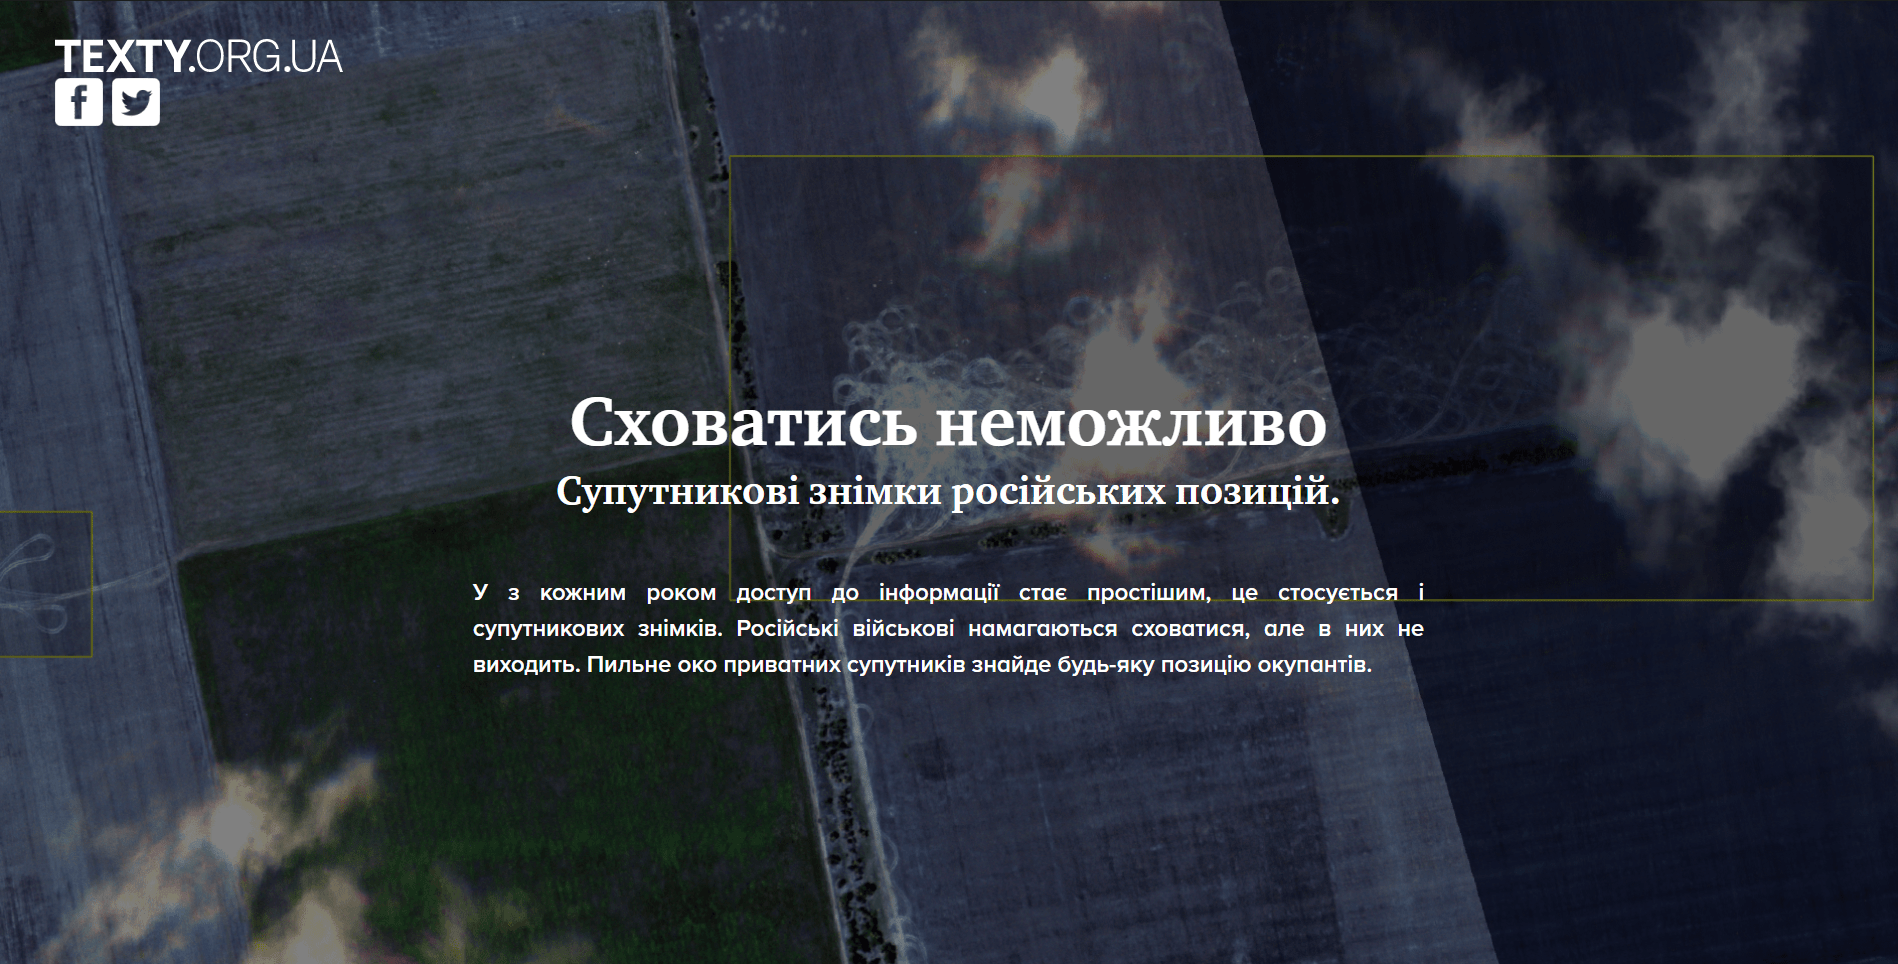 TEXTY.ORG.UA
Сховатись неможливо
Супутникові знімки російських позицій.
У з кожним роком доступ до інформації стає простішим, це стосується і
супутникових знімків. Російські військові намагаються сховатися, але в них не
виходить. Пильне око приватних супутників знайде будь-яку позицію окупантів.